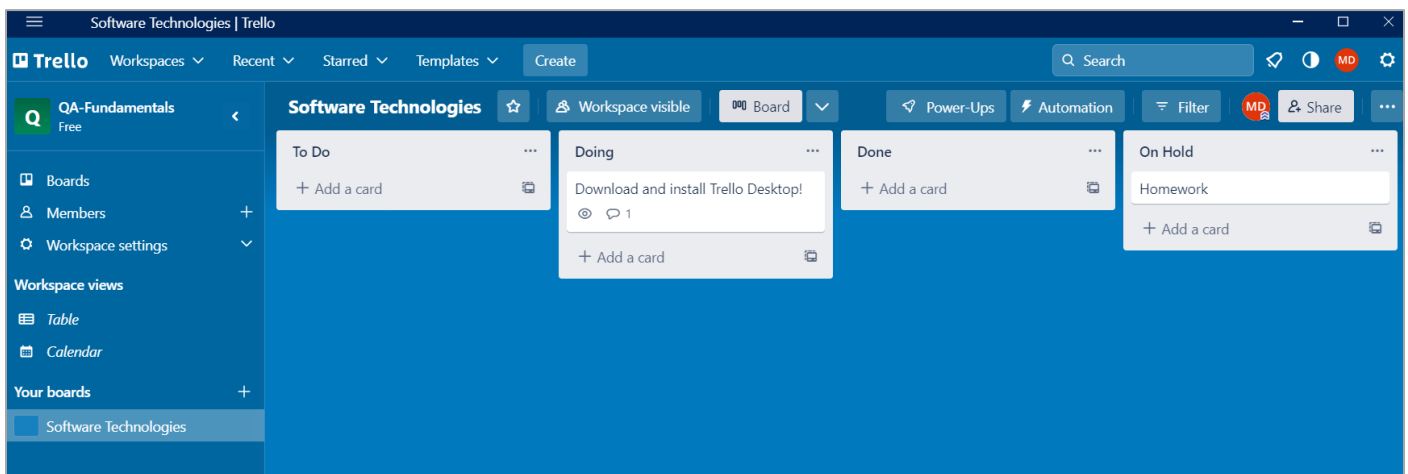 Software Technologies | Trello
Trello Workspaces Recent Starred Templates Create Search MD
Q QA-Fundamentals
Free
Software Technologies Workspace visible Board Power-Ups Automation Filter MD Share
Boards
Members
Workspace settings
Workspace views
Table
Calendar
Your boards
Software Technologies
To Do
Add a card
Doing
Download and install Trello Desktop!
1
Add a card
Done
Add a card
On Hold
Homework
Add a card